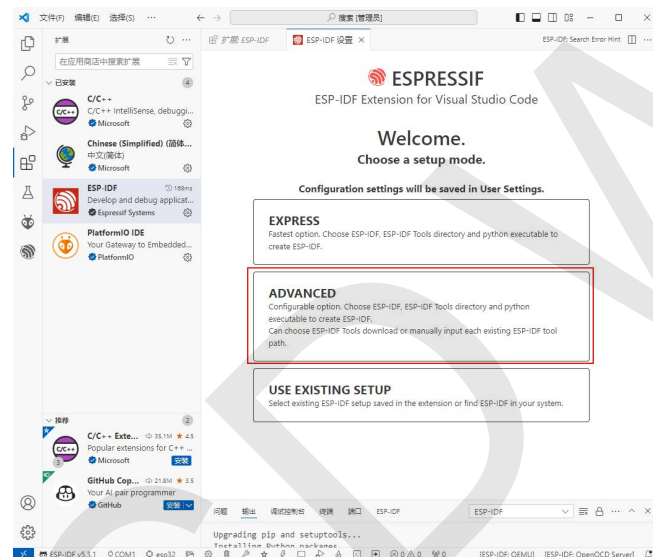 文件(F) 编辑(E) 选择(S) ··· 搜索 [管理员]
扩展
扩展 ESP-IDF
ESP-IDF 设置
ESP-IDF: Search Error Hint
在应用商店中搜索扩展
已安装 4
C/C++
C/C++ IntelliSense, debuggi...
Microsoft
Chinese (Simplified) (简体...
中文(简体)
Microsoft
ESP-IDF 168ms
Develop and debug applicat...
Espressif Systems
PlatformIO IDE
Your Gateway to Embedded...
PlatformIO
ESPRESSIF
ESP-IDF Extension for Visual Studio Code
Welcome.
Choose a setup mode.
Configuration settings will be saved in User Settings.
EXPRESS
Fastest option. Choose ESP-IDF, ESP-IDF Tools directory and python executable to
create ESP-IDF.
ADVANCED
Configurable option. Choose ESP-IDF, ESP-IDF Tools directory and python
executable to create ESP-IDF.
Can choose ESP-IDF Tools download or manually input each existing ESP-IDF tool
path.
USE EXISTING SETUP
Select existing ESP-IDF setup saved in the extension or find ESP-IDF in your system.
推荐 2
C/C++ Exte... 35.1M ★ 4.5
Popular extensions for C++ ...
3 Microsoft 安装
GitHub Cop... 21.8M ★ 3.5
Your AI pair programmer
GitHub 安装
问题 输出 调试控制台 终端 端口 ESP-IDF
ESP-IDF
Upgrading pip and setuptools...
Installing Python packages
ESP-IDF v5.3.1 COM1 esp32 0 0 0 [ESP-IDF: QEMU] [ESP-IDF: OpenOCD Server]